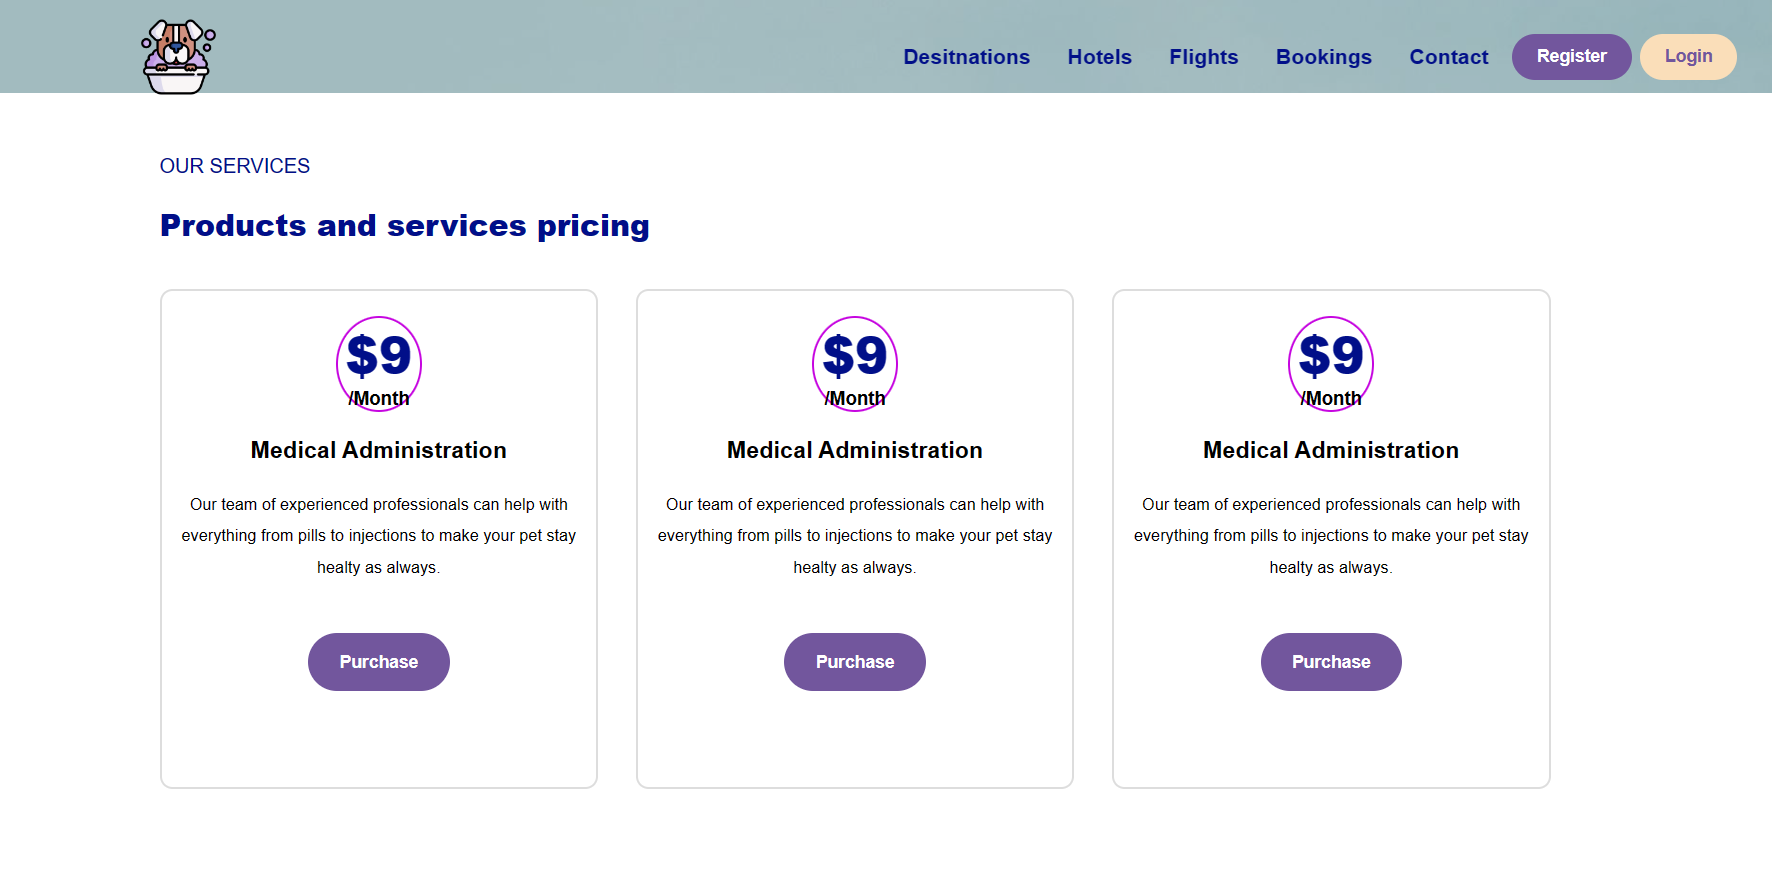 Desitnations Hotels Flights Bookings Contact Register Login
OUR SERVICES
Products and services pricing
$9
/Month
Medical Administration
Our team of experienced professionals can help with
everything from pills to injections to make your pet stay
healty as always.
Purchase
$9
/Month
Medical Administration
Our team of experienced professionals can help with
everything from pills to injections to make your pet stay
healty as always.
Purchase
$9
/Month
Medical Administration
Our team of experienced professionals can help with
everything from pills to injections to make your pet stay
healty as always.
Purchase